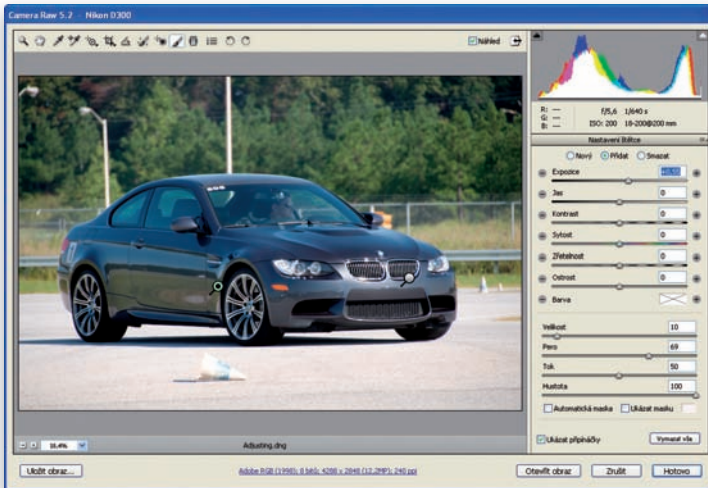 Camera Raw 5.2 - Nikon D300
Náhled
R: ---
G: ---
B: ---
f/5,6 1/640 s
ISO: 200 18-200@200 mm
Nastavení štětce
Nový Přidat Smazat
Expozice
Jas 0
Kontrast 0
Sytost 0
Zřetelnost 0
Ostrost 0
Barva
Velikost 10
Pero 69
Tok 50
Hustota 100
Automatická maska Ukázat masku
Ukázat připínáčky Vymazat vše
Adjusting.dng
Uložit obraz...
Adobe RGB (1998); 8 bitů; 4288 x 2848 (12,2MP); 240 ppi
Otevřít obraz Zrušit Hotovo